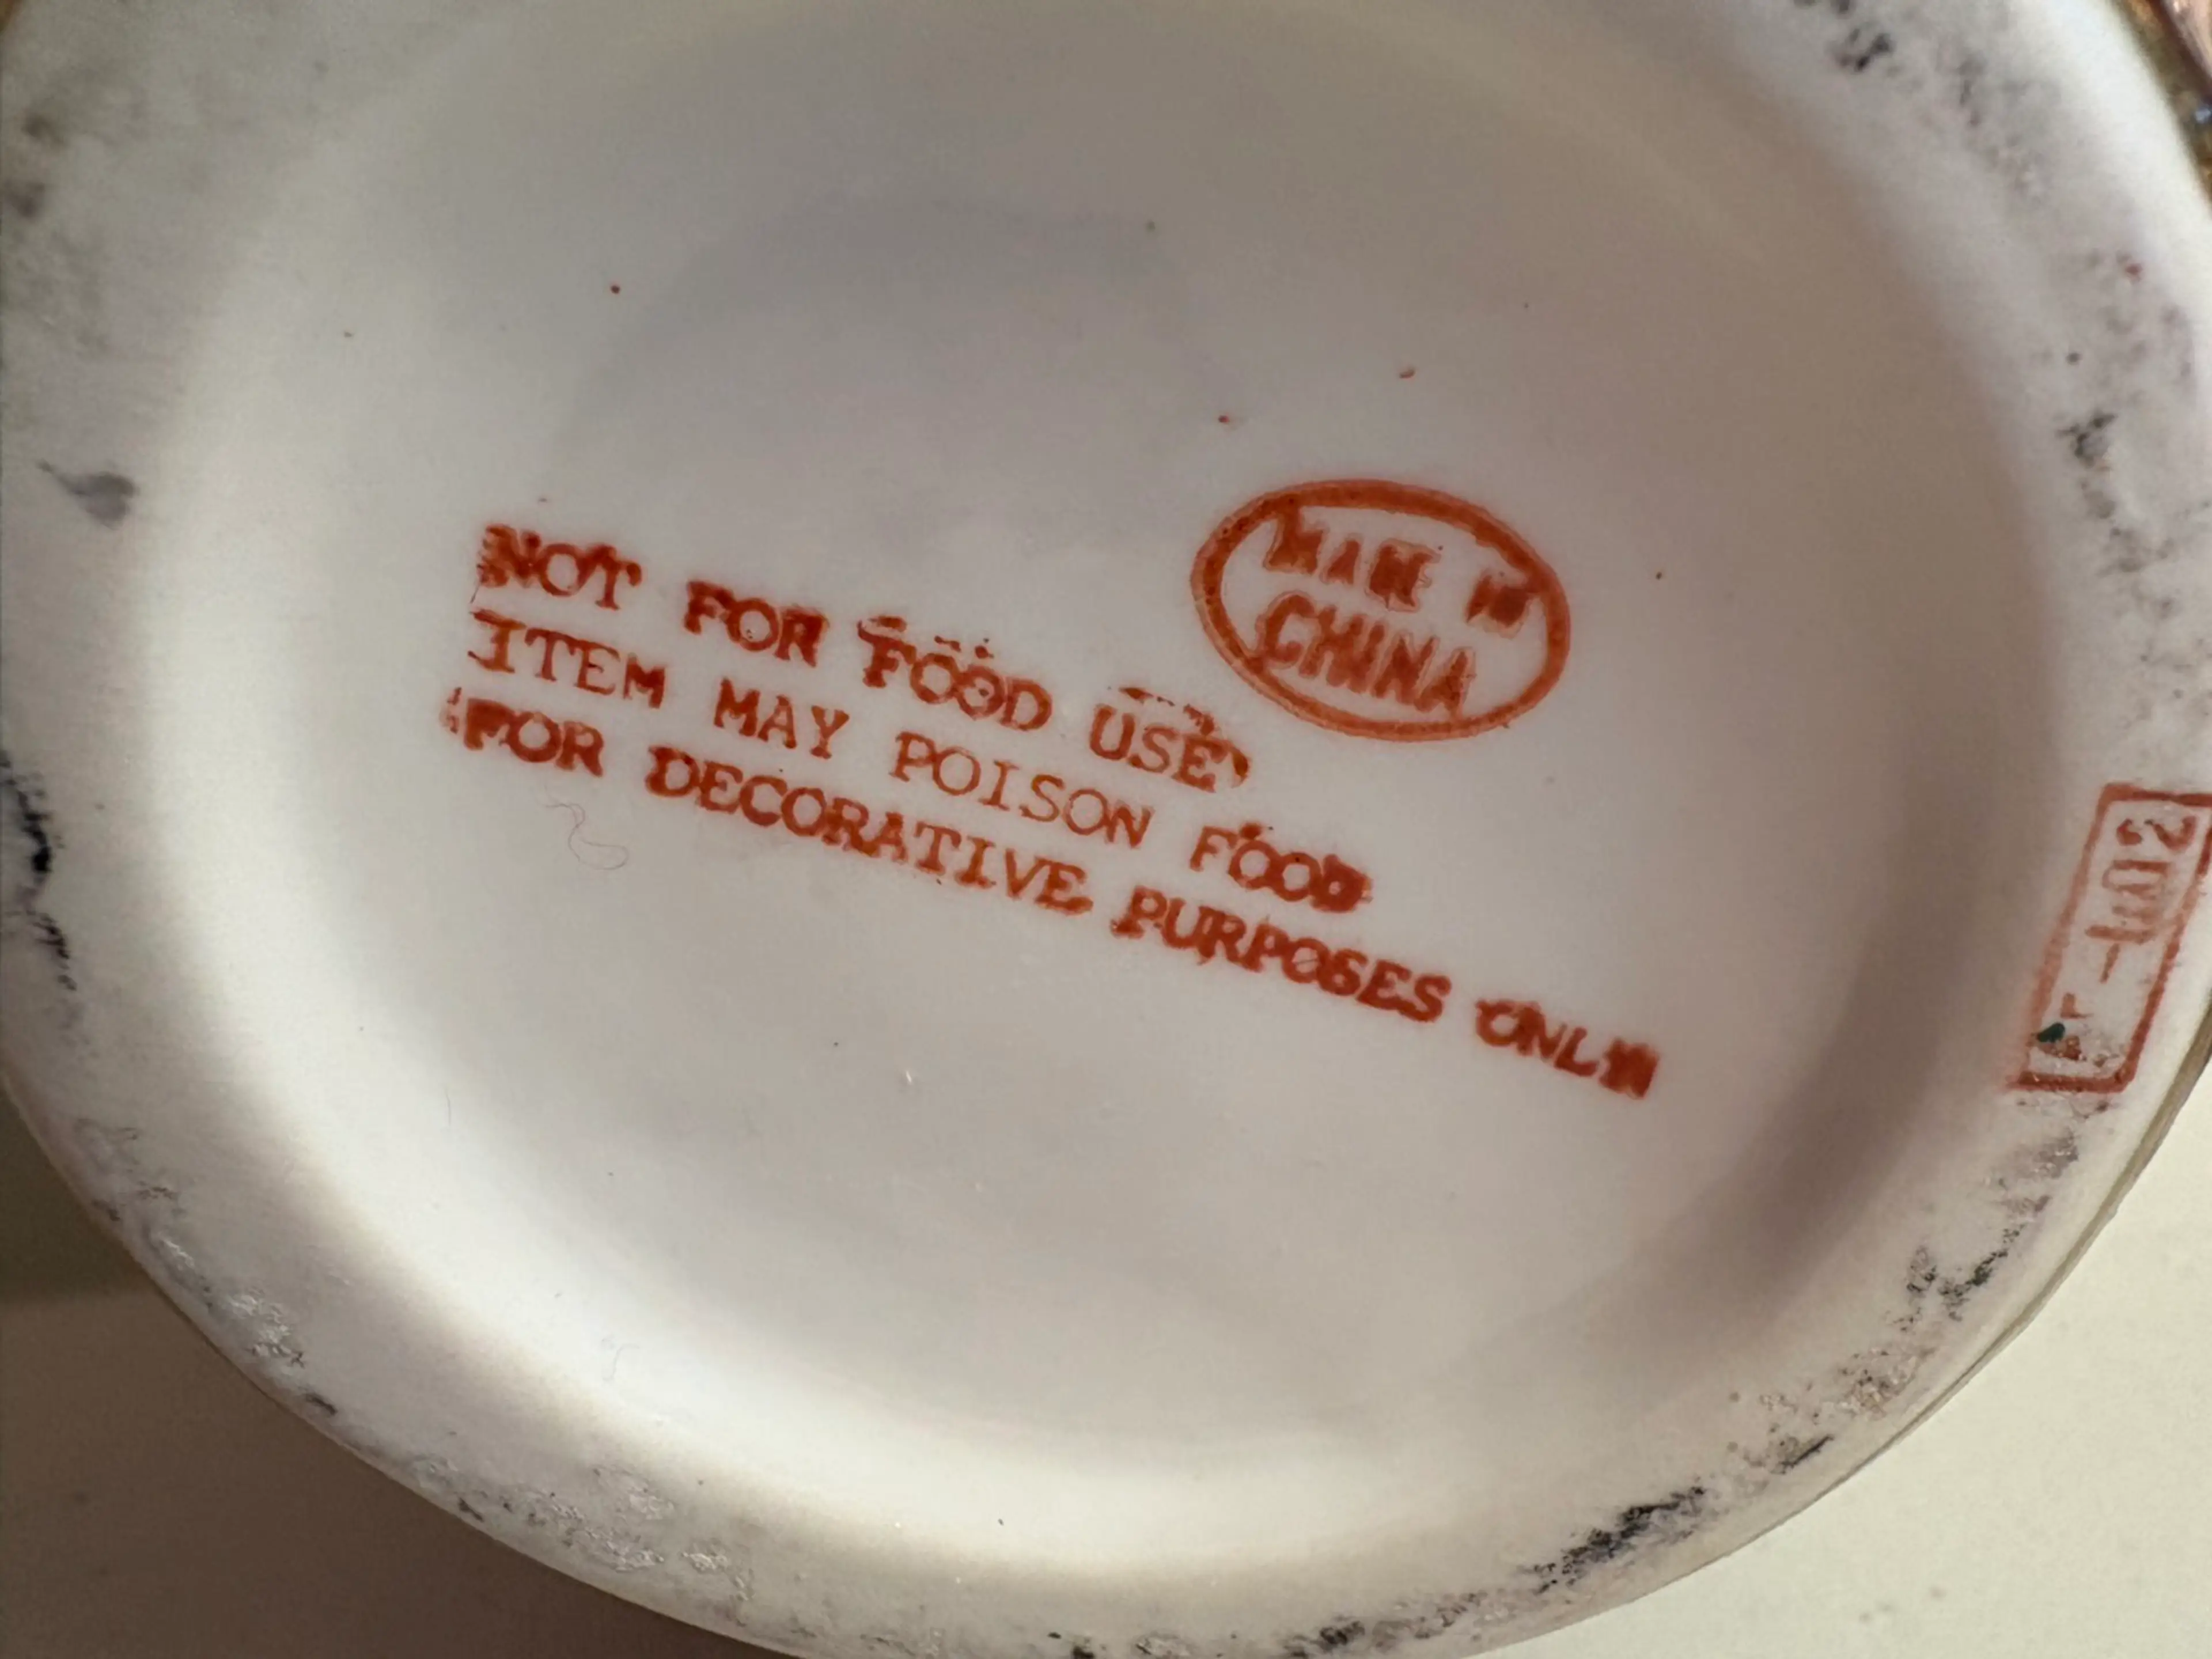 MADE IN
CHINA
NOT FOR FOOD USE
ITEM MAY POISON FOOD
FOR DECORATIVE PURPOSES ONLY